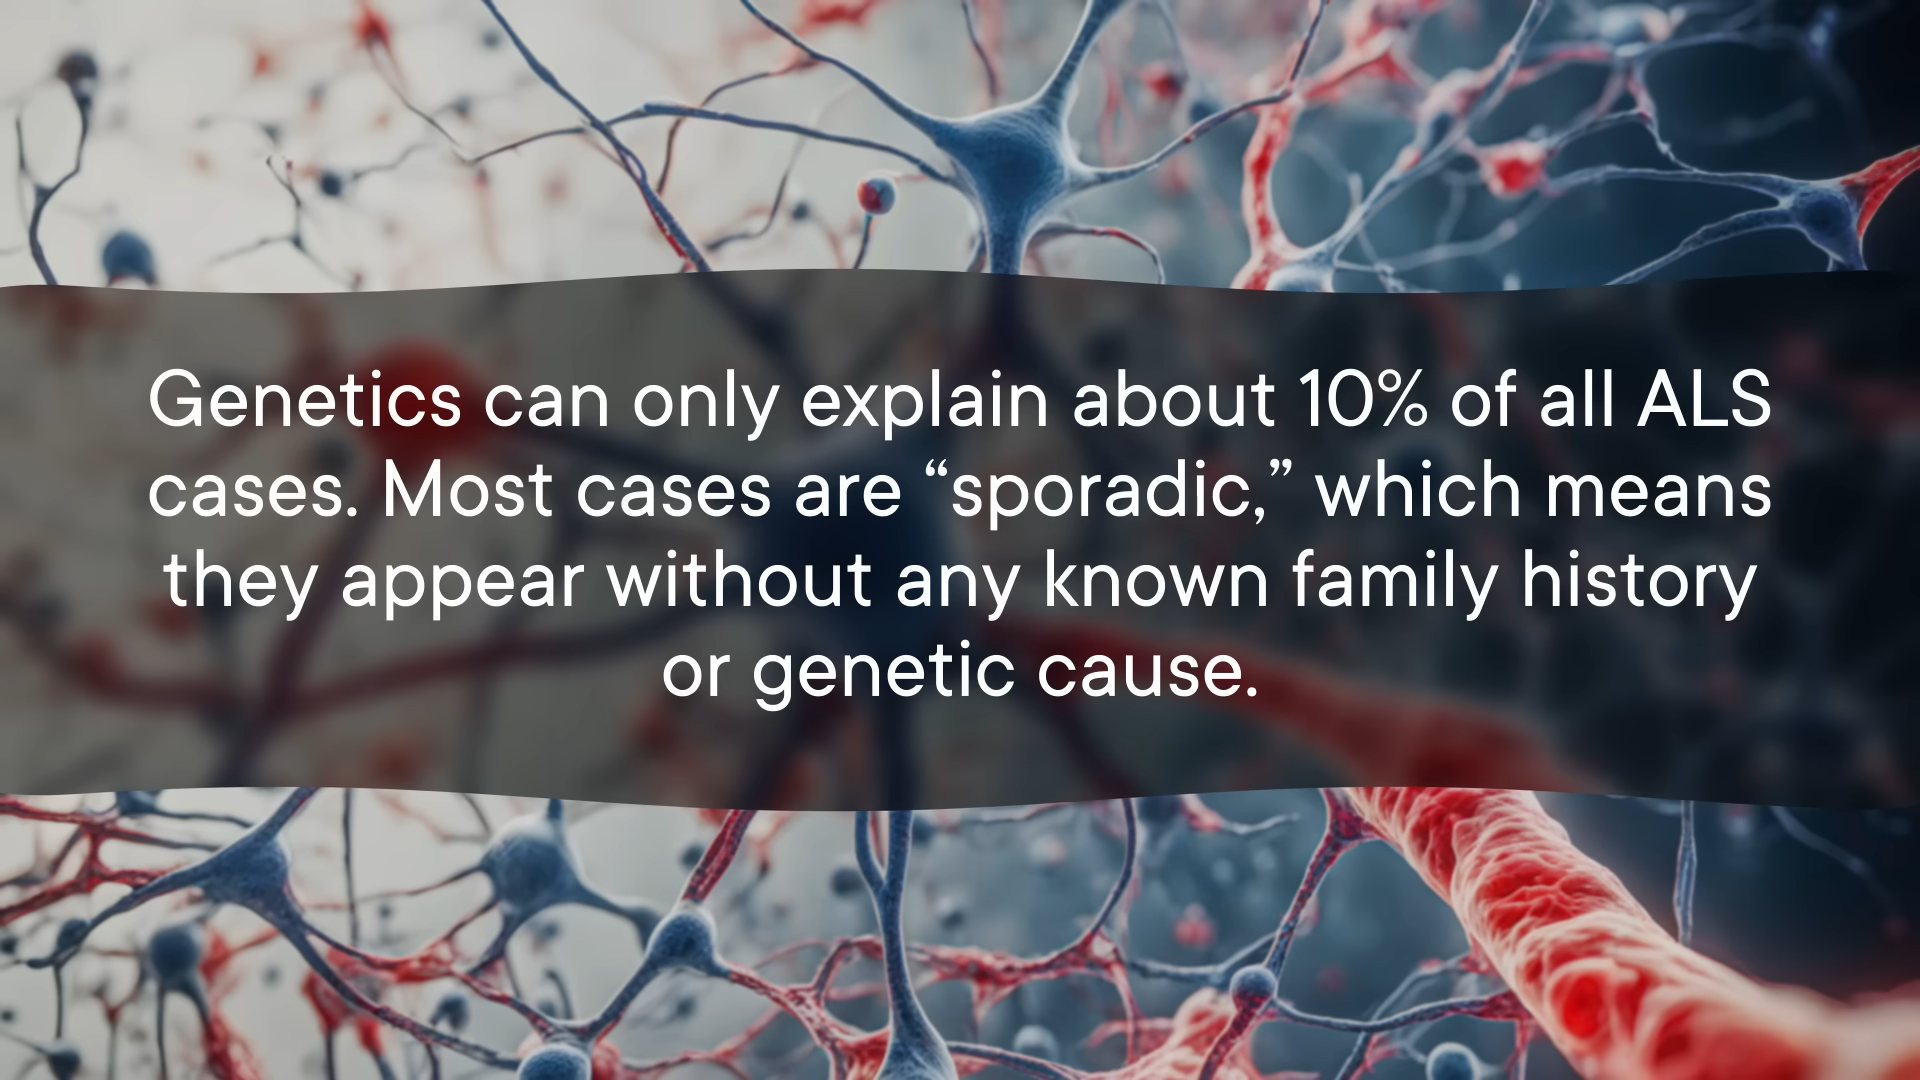 Genetics can only explain about 10% of all ALS
cases. Most cases are “sporadic,” which means
they appear without any known family history
or genetic cause.